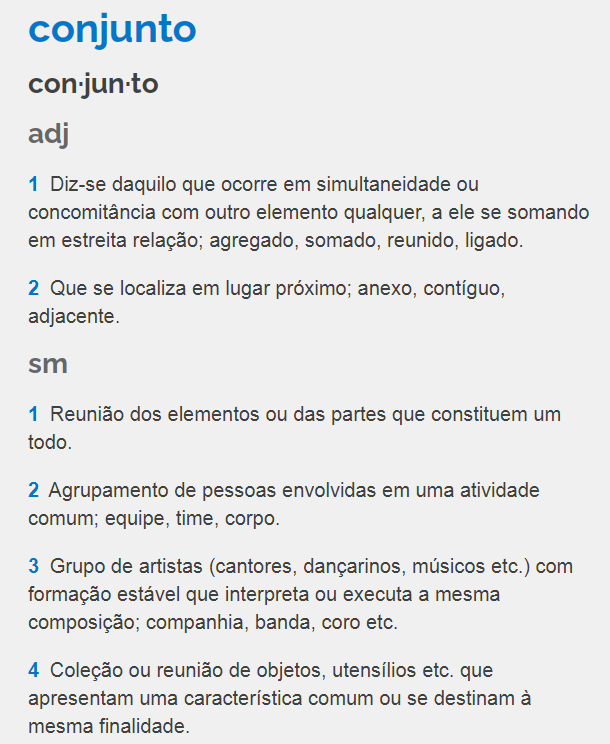 conjunto
con·jun·to
adj
1 Diz-se daquilo que ocorre em simultaneidade ou
concomitância com outro elemento qualquer, a ele se somando
em estreita relação; agregado, somado, reunido, ligado.
2 Que se localiza em lugar próximo; anexo, contíguo,
adjacente.
sm
1 Reunião dos elementos ou das partes que constituem um
todo.
2 Agrupamento de pessoas envolvidas em uma atividade
comum; equipe, time, corpo.
3 Grupo de artistas (cantores, dançarinos, músicos etc.) com
formação estável que interpreta ou executa a mesma
composição; companhia, banda, coro etc.
4 Coleção ou reunião de objetos, utensílios etc. que
apresentam uma característica comum ou se destinam à
mesma finalidade.